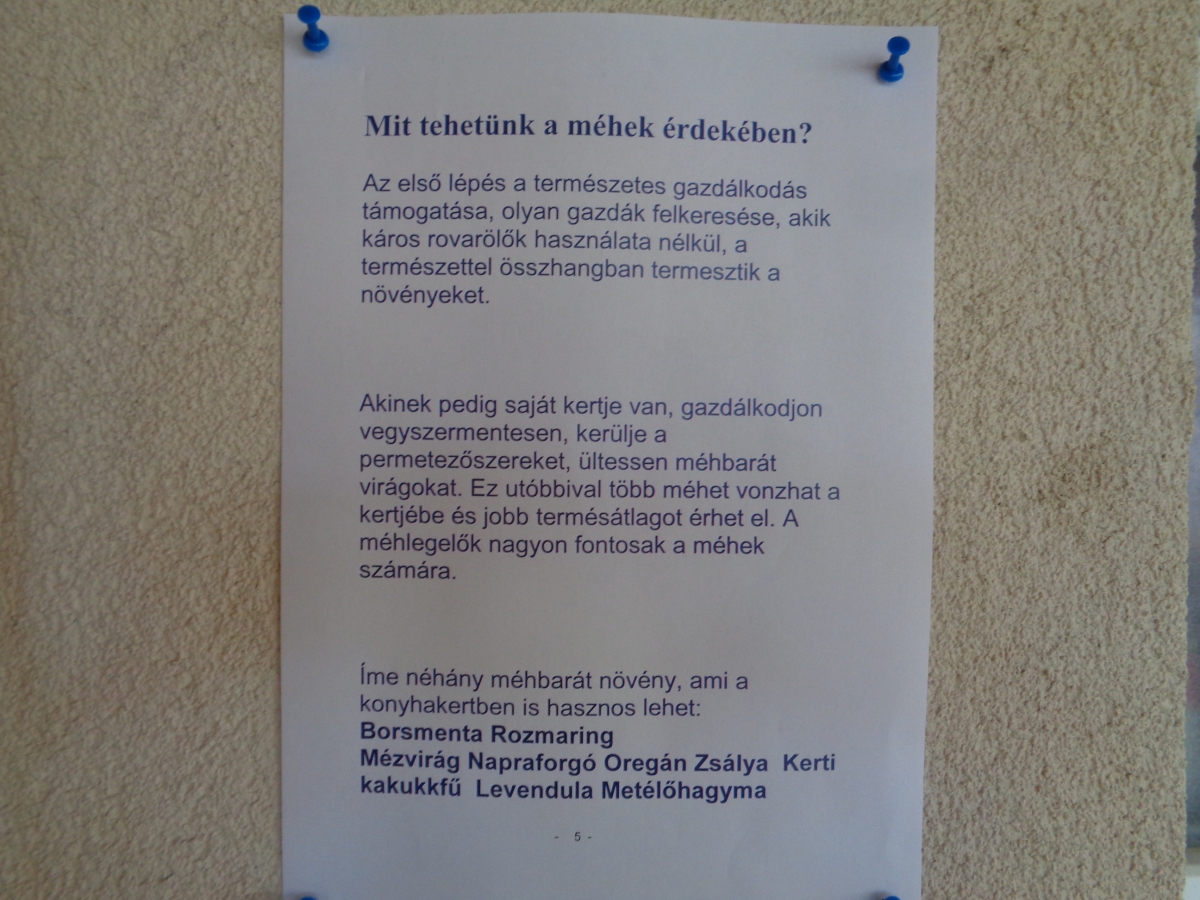 Mit tehetünk a méhek érdekében?
Az első lépés a természetes gazdálkodás
támogatása, olyan gazdák felkeresése, akik
káros rovarölők használata nélkül, a
természettel összhangban termesztik a
növényeket.
Akinek pedig saját kertje van, gazdálkodjon
vegyszermentesen, kerülje a
permetezőszereket, ültessen méhbarát
virágokat. Ez utóbbival több méhet vonzhat a
kertjébe és jobb termésátlagot érhet el. A
méhlegelők nagyon fontosak a méhek
számára.
Íme néhány méhbarát növény, ami a
konyhakertben is hasznos lehet:
Borsmenta Rozmaring
Mézvirág Napraforgó Oregán Zsálya  Kerti
kakukkfű  Levendula Metélőhagyma
- 5 -